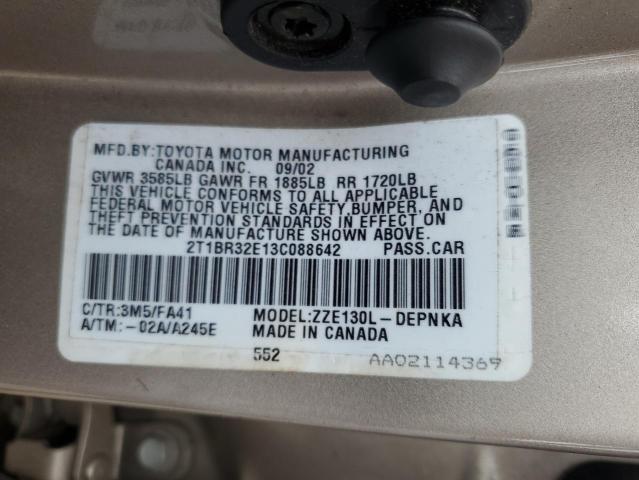 MFD.BY:TOYOTA MOTOR MANUFACTURING
CANADA INC. 09/02
GVWR 3585LB GAWR FR 1885LB RR 1720LB
THIS VEHICLE CONFORMS TO ALL APPLICABLE
FEDERAL MOTOR VEHICLE SAFETY, BUMPER, AND
THEFT PREVENTION STANDARDS IN EFFECT ON
THE DATE OF MANUFACTURE SHOWN ABOVE.
2T1BR32E13C088642 PASS.CAR
C/TR:3M5/FA41 MODEL:ZZE130L-DEPNKA
A/TM:-02A/A245E MADE IN CANADA
552 AA02114369